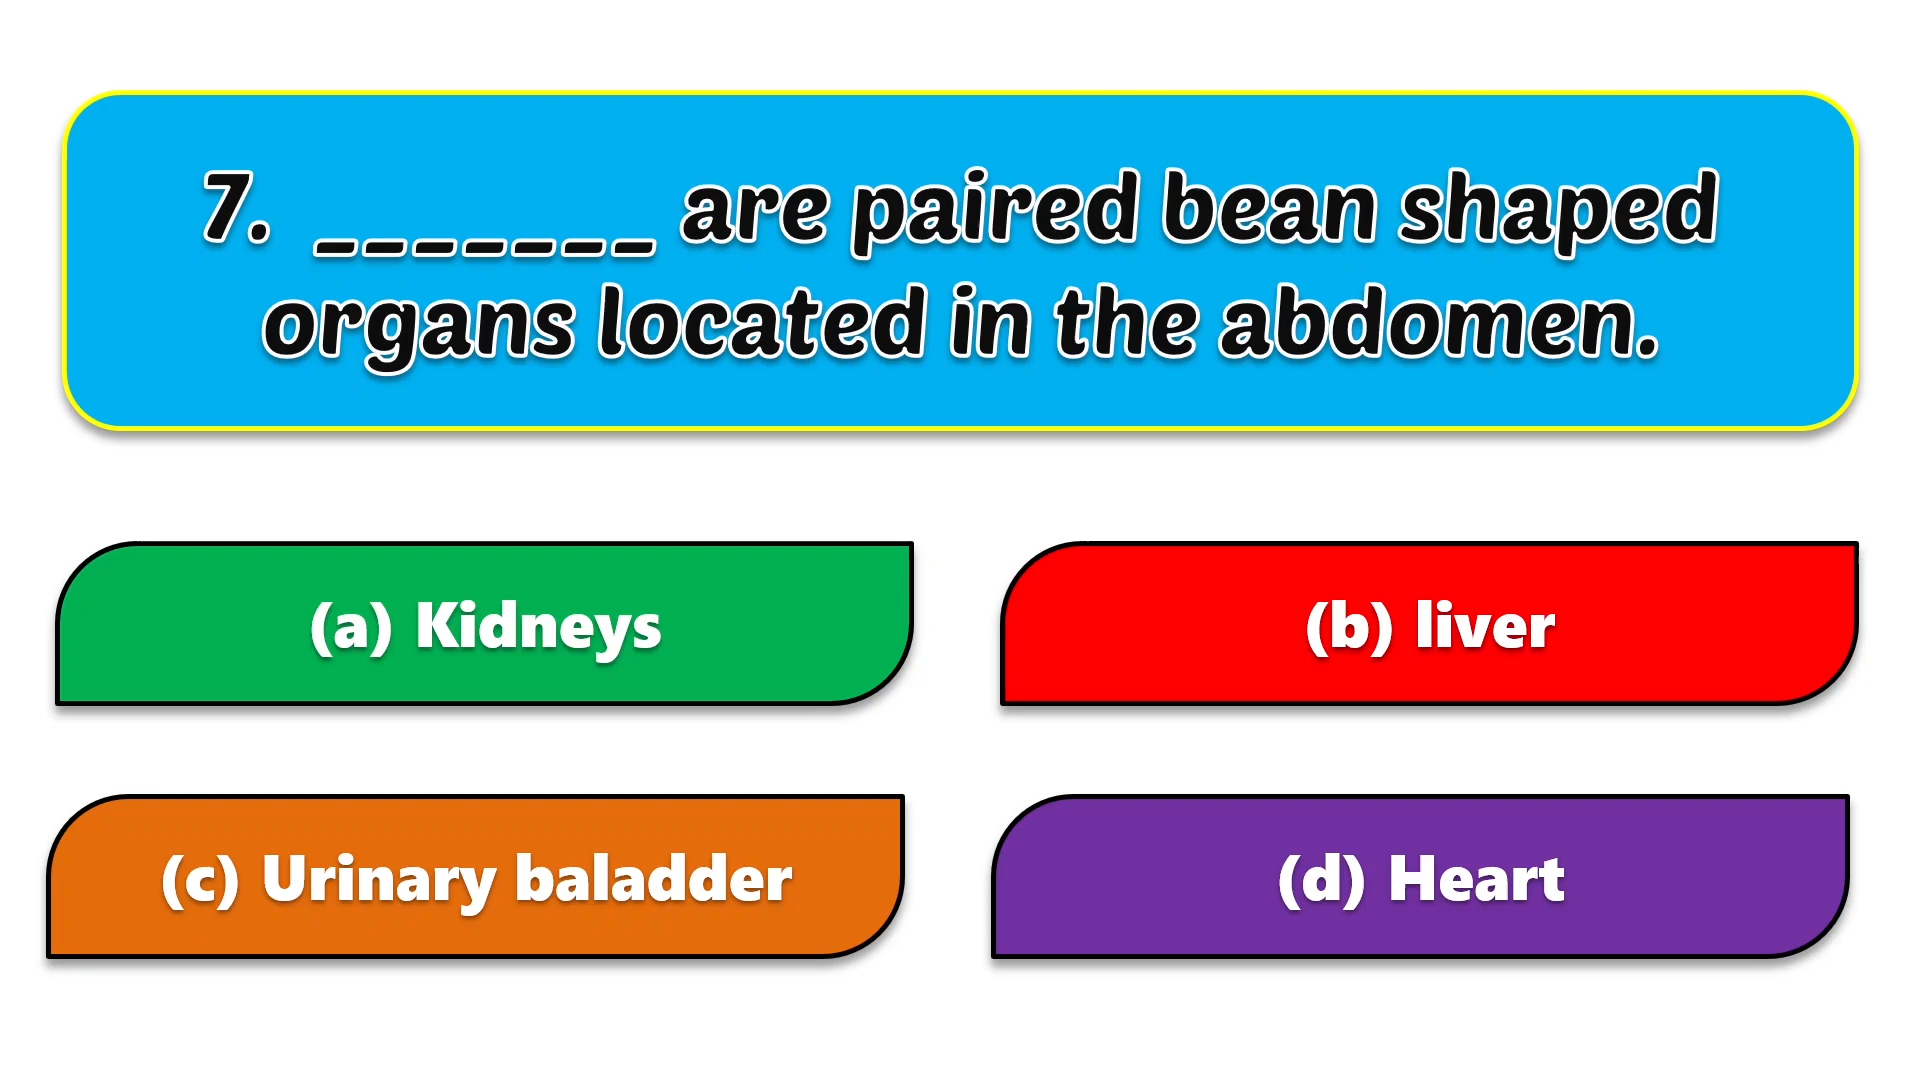 7. _______ are paired bean shaped
organs located in the abdomen.
(a) Kidneys
(b) liver
(c) Urinary baladder
(d) Heart